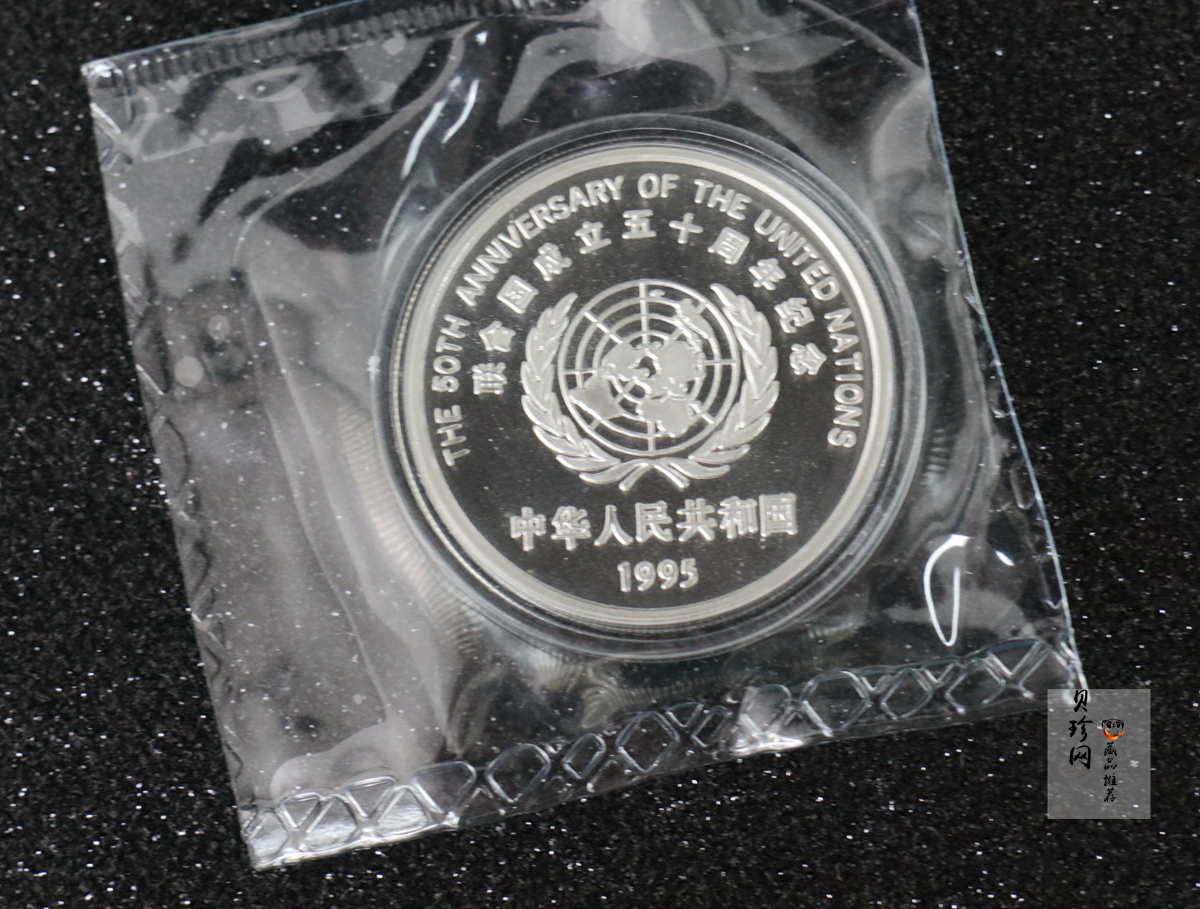 THE 50TH ANNIVERSARY OF THE UNITED NATIONS
联合国成立五十周年纪念
中华人民共和国
1995
贝珍网
藏品推荐